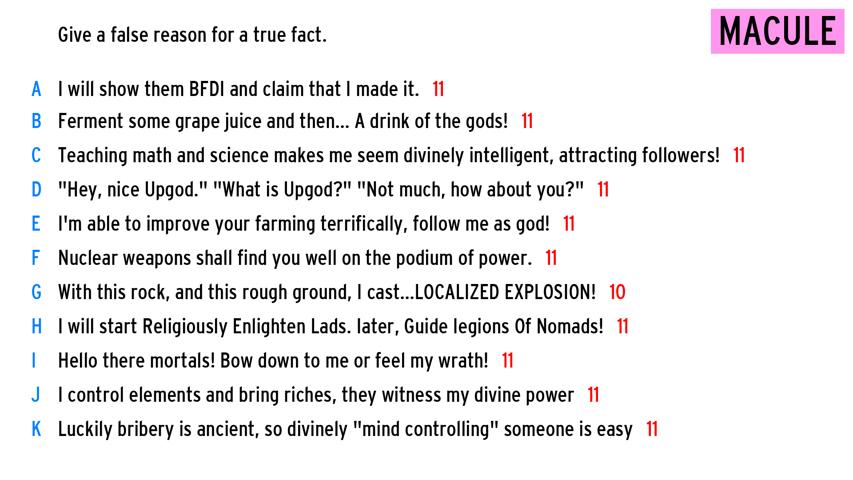 Give a false reason for a true fact.
MACULE
A I will show them BFDI and claim that I made it. 11
B Ferment some grape juice and then... A drink of the gods! 11
C Teaching math and science makes me seem divinely intelligent, attracting followers! 11
D "Hey, nice Upgod." "What is Upgod?" "Not much, how about you?" 11
E I'm able to improve your farming terrifically, follow me as god! 11
F Nuclear weapons shall find you well on the podium of power. 11
G With this rock, and this rough ground, I cast...LOCALIZED EXPLOSION! 10
H I will start Religiously Enlighten Lads. later, Guide legions Of Nomads! 11
I Hello there mortals! Bow down to me or feel my wrath! 11
J I control elements and bring riches, they witness my divine power 11
K Luckily bribery is ancient, so divinely "mind controlling" someone is easy 11